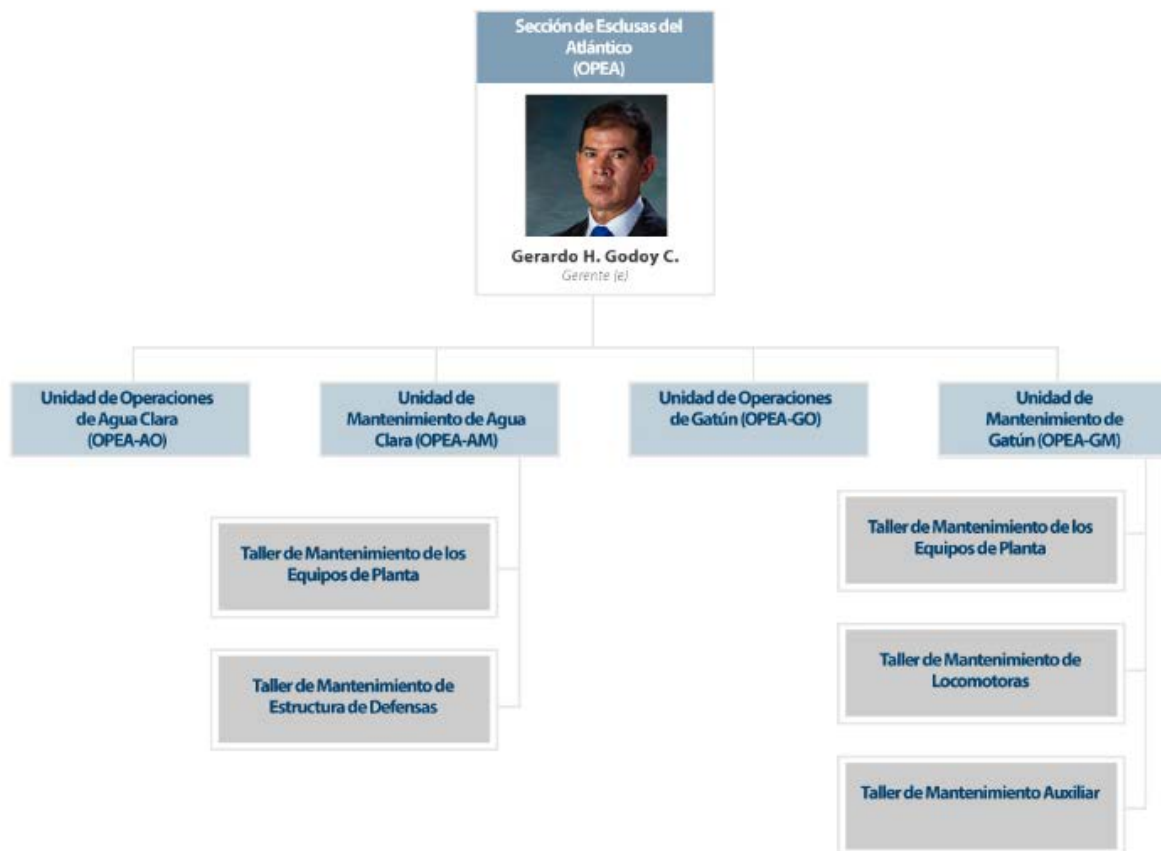 Sección de Esclusas del
Atlántico
(OPEA)
Gerardo H. Godoy C.
Gerente (e)
Unidad de Operaciones
de Agua Clara
(OPEA-AO)
Unidad de
Mantenimiento de Agua
Clara (OPEA-AM)
Unidad de Operaciones
de Gatún (OPEA-GO)
Unidad de
Mantenimiento de
Gatún (OPEA-GM)
Taller de Mantenimiento de los
Equipos de Planta
Taller de Mantenimiento de
Estructura de Defensas
Taller de Mantenimiento de los
Equipos de Planta
Taller de Mantenimiento de
Locomotoras
Taller de Mantenimiento Auxiliar